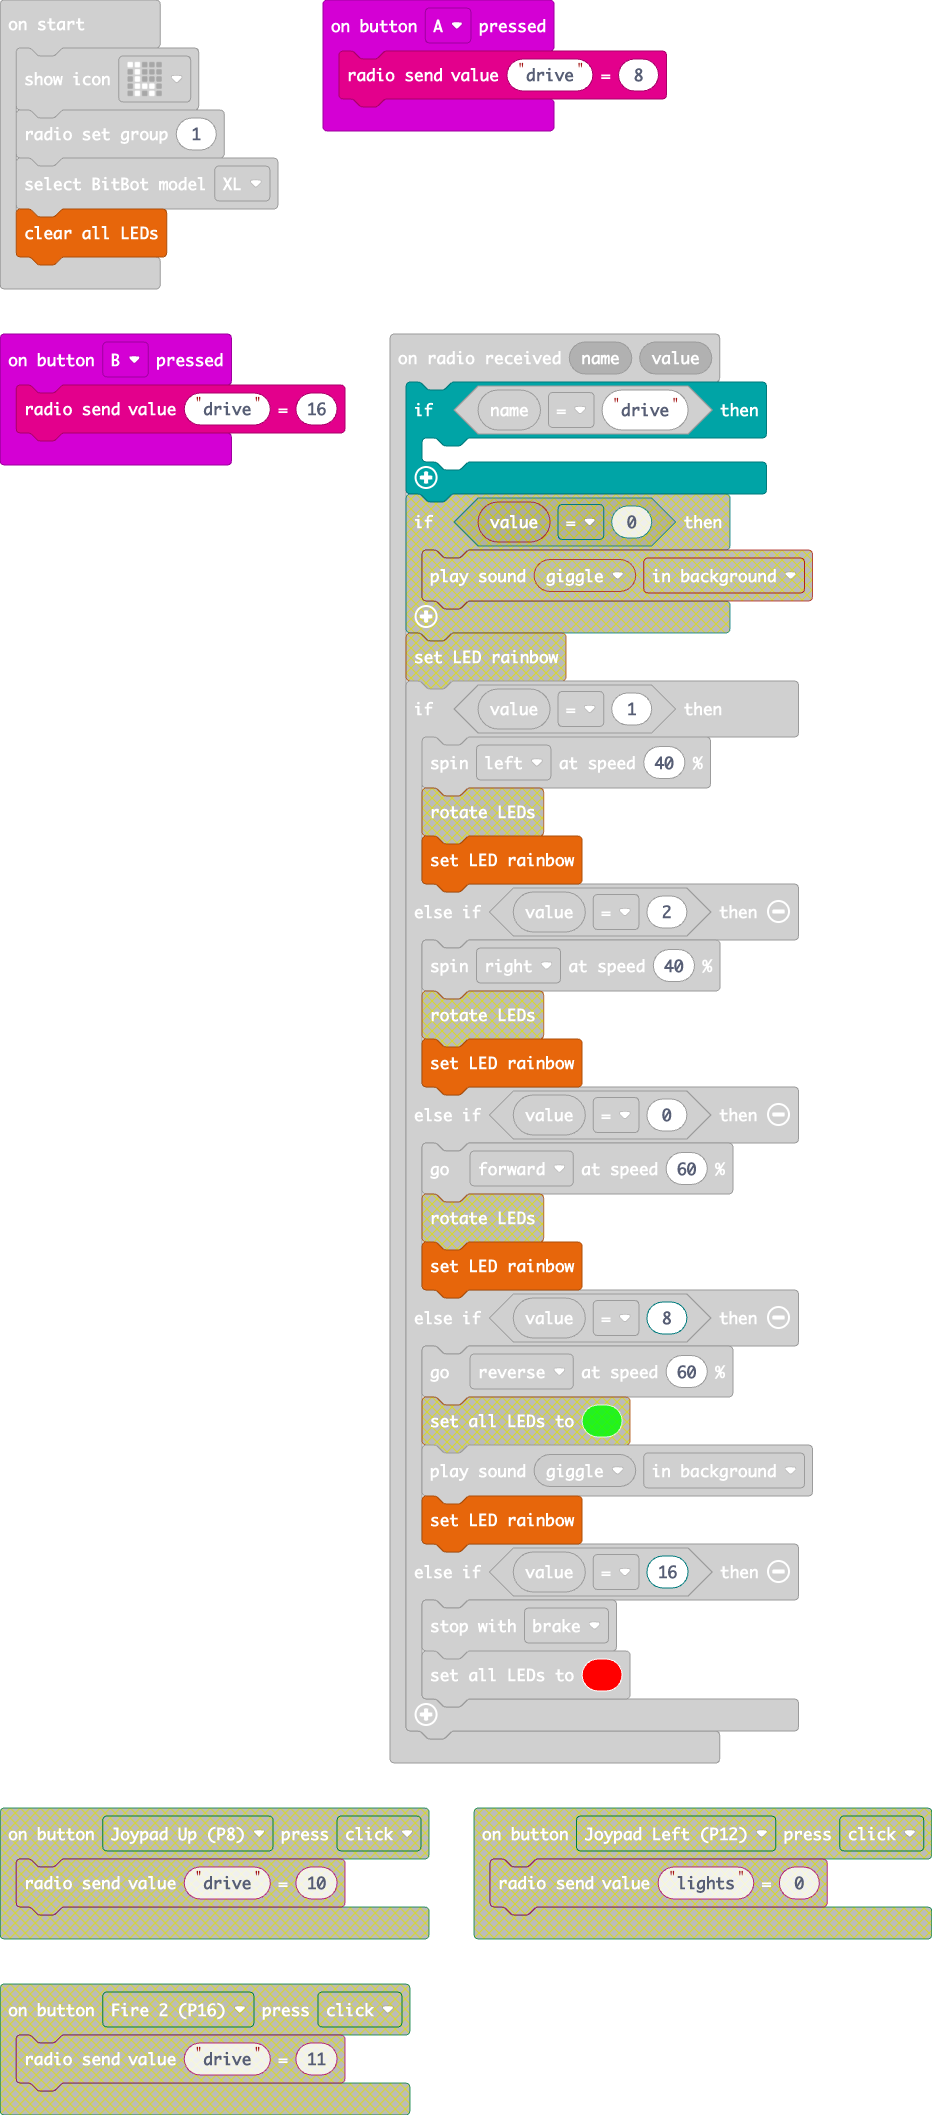 on start
show icon
radio set group 1
select BitBot model XL
clear all LEDs
on button A pressed
radio send value "drive" = 8
on button B pressed
radio send value "drive" = 16
on radio received name value
if name = "drive" then
if value = 0 then
play sound giggle in background
set LED rainbow
if value = 1 then
spin left at speed 40 %
rotate LEDs
set LED rainbow
else if value = 2 then
spin right at speed 40 %
rotate LEDs
set LED rainbow
else if value = 0 then
go forward at speed 60 %
rotate LEDs
set LED rainbow
else if value = 8 then
go reverse at speed 60 %
set all LEDs to
play sound giggle in background
set LED rainbow
else if value = 16 then
stop with brake
set all LEDs to
on button Joypad Up (P8) press click
radio send value "drive" = 10
on button Joypad Left (P12) press click
radio send value "lights" = 0
on button Fire 2 (P16) press click
radio send value "drive" = 11